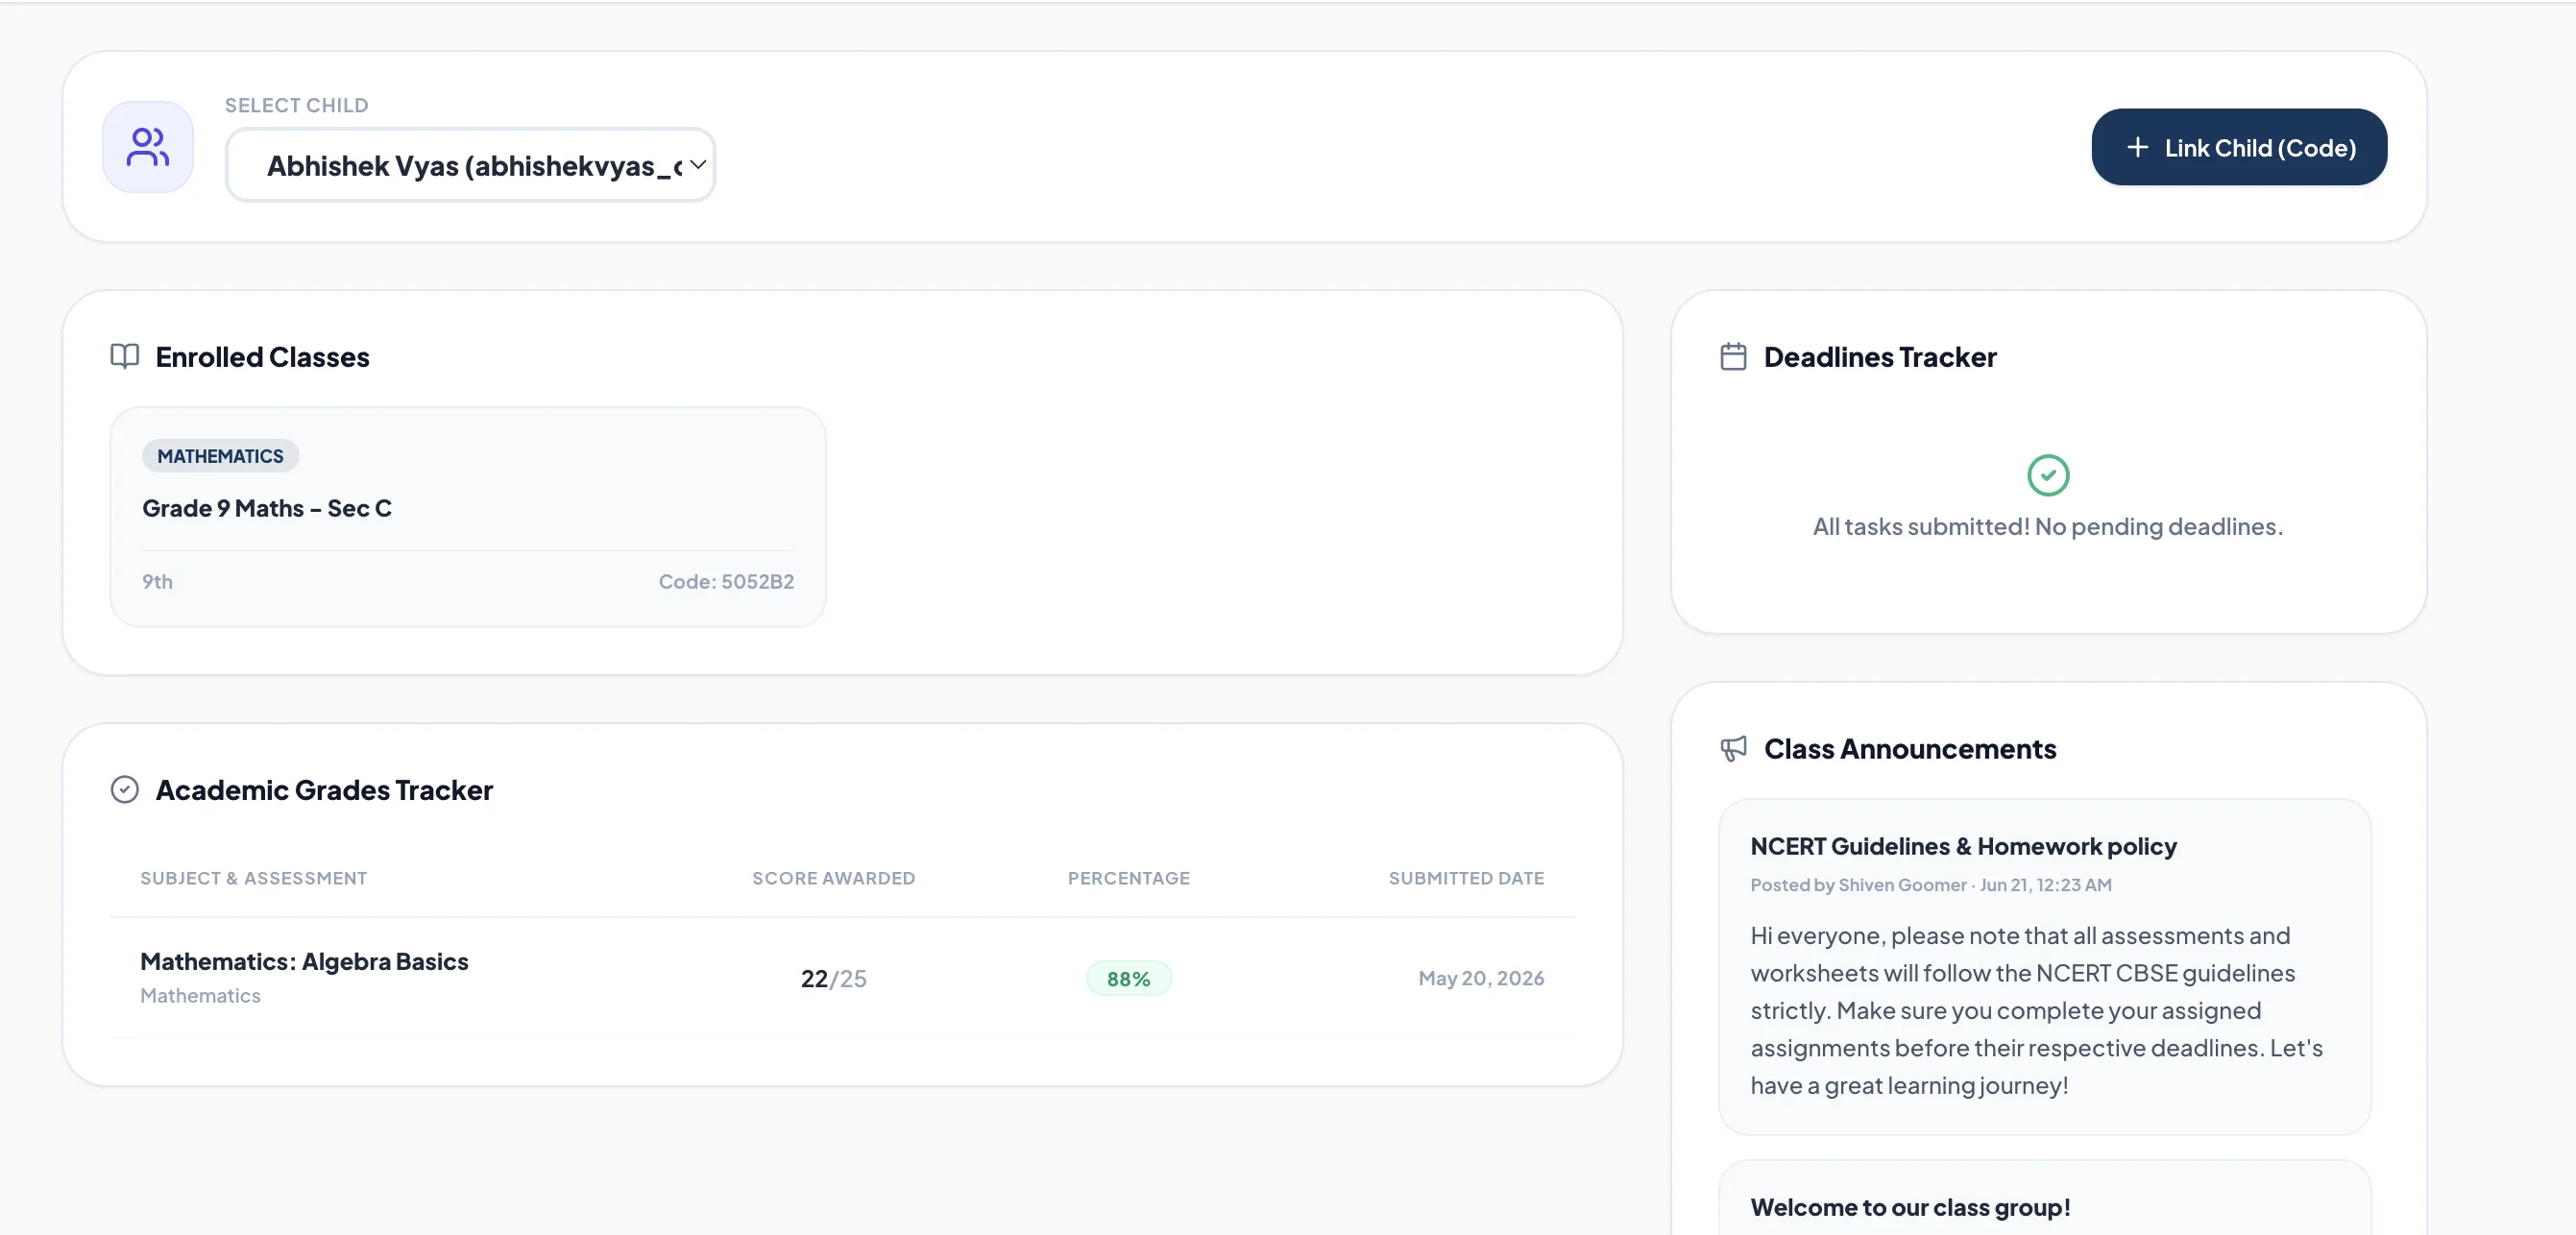 SELECT CHILD
Abhishek Vyas (abhishekvyas_
Link Child (Code)
Enrolled Classes
MATHEMATICS
Grade 9 Maths – Sec C
9th
Code: 5052B2
Academic Grades Tracker
SUBJECT & ASSESSMENT SCORE AWARDED PERCENTAGE SUBMITTED DATE
Mathematics: Algebra Basics
Mathematics
22/25
88%
May 20, 2026
Deadlines Tracker
All tasks submitted! No pending deadlines.
Class Announcements
NCERT Guidelines & Homework policy
Posted by Shiven Goomer · Jun 21, 12:23 AM
Hi everyone, please note that all assessments and
worksheets will follow the NCERT CBSE guidelines
strictly. Make sure you complete your assigned
assignments before their respective deadlines. Let's
have a great learning journey!
Welcome to our class group!